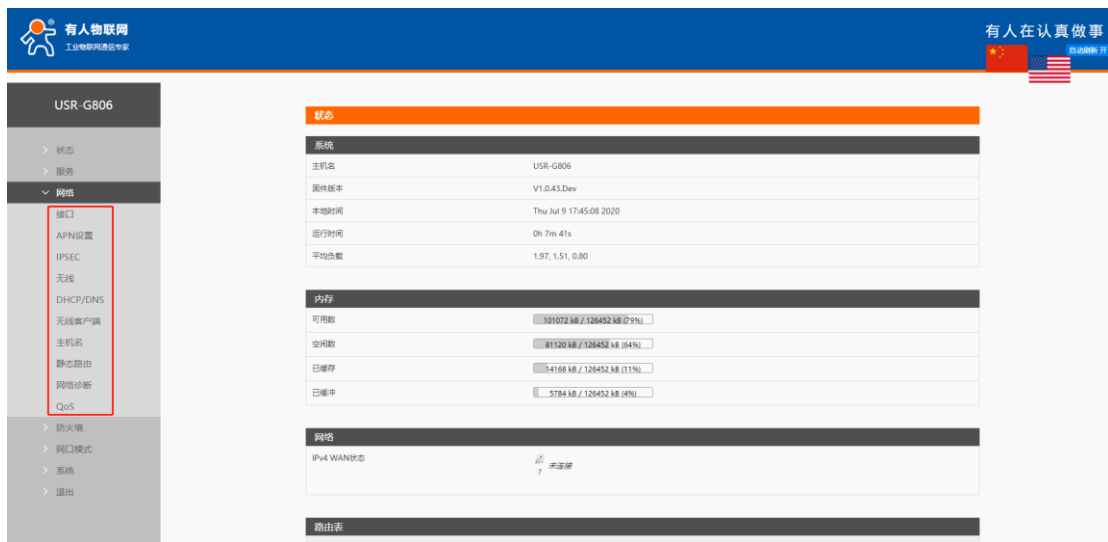 有人物联网
工业物联网通信专家
有人在认真做事
自动刷新 开
USR-G806
状态
服务
网络
接口
APN设置
IPSEC
无线
DHCP/DNS
无线客户端
主机名
静态路由
网络诊断
QoS
防火墙
网口模式
系统
退出
状态
系统
主机名 USR-G806
固件版本 V1.0.43.Dev
本地时间 Thu Jul 9 17:45:08 2020
运行时间 0h 7m 41s
平均负载 1.97, 1.51, 0.80
内存
可用数 101072 kB / 126452 kB (79%)
空闲数 81120 kB / 126452 kB (64%)
已缓存 14168 kB / 126452 kB (11%)
已缓冲 5784 kB / 126452 kB (4%)
网络
IPv4 WAN状态 ? 未连接
路由表